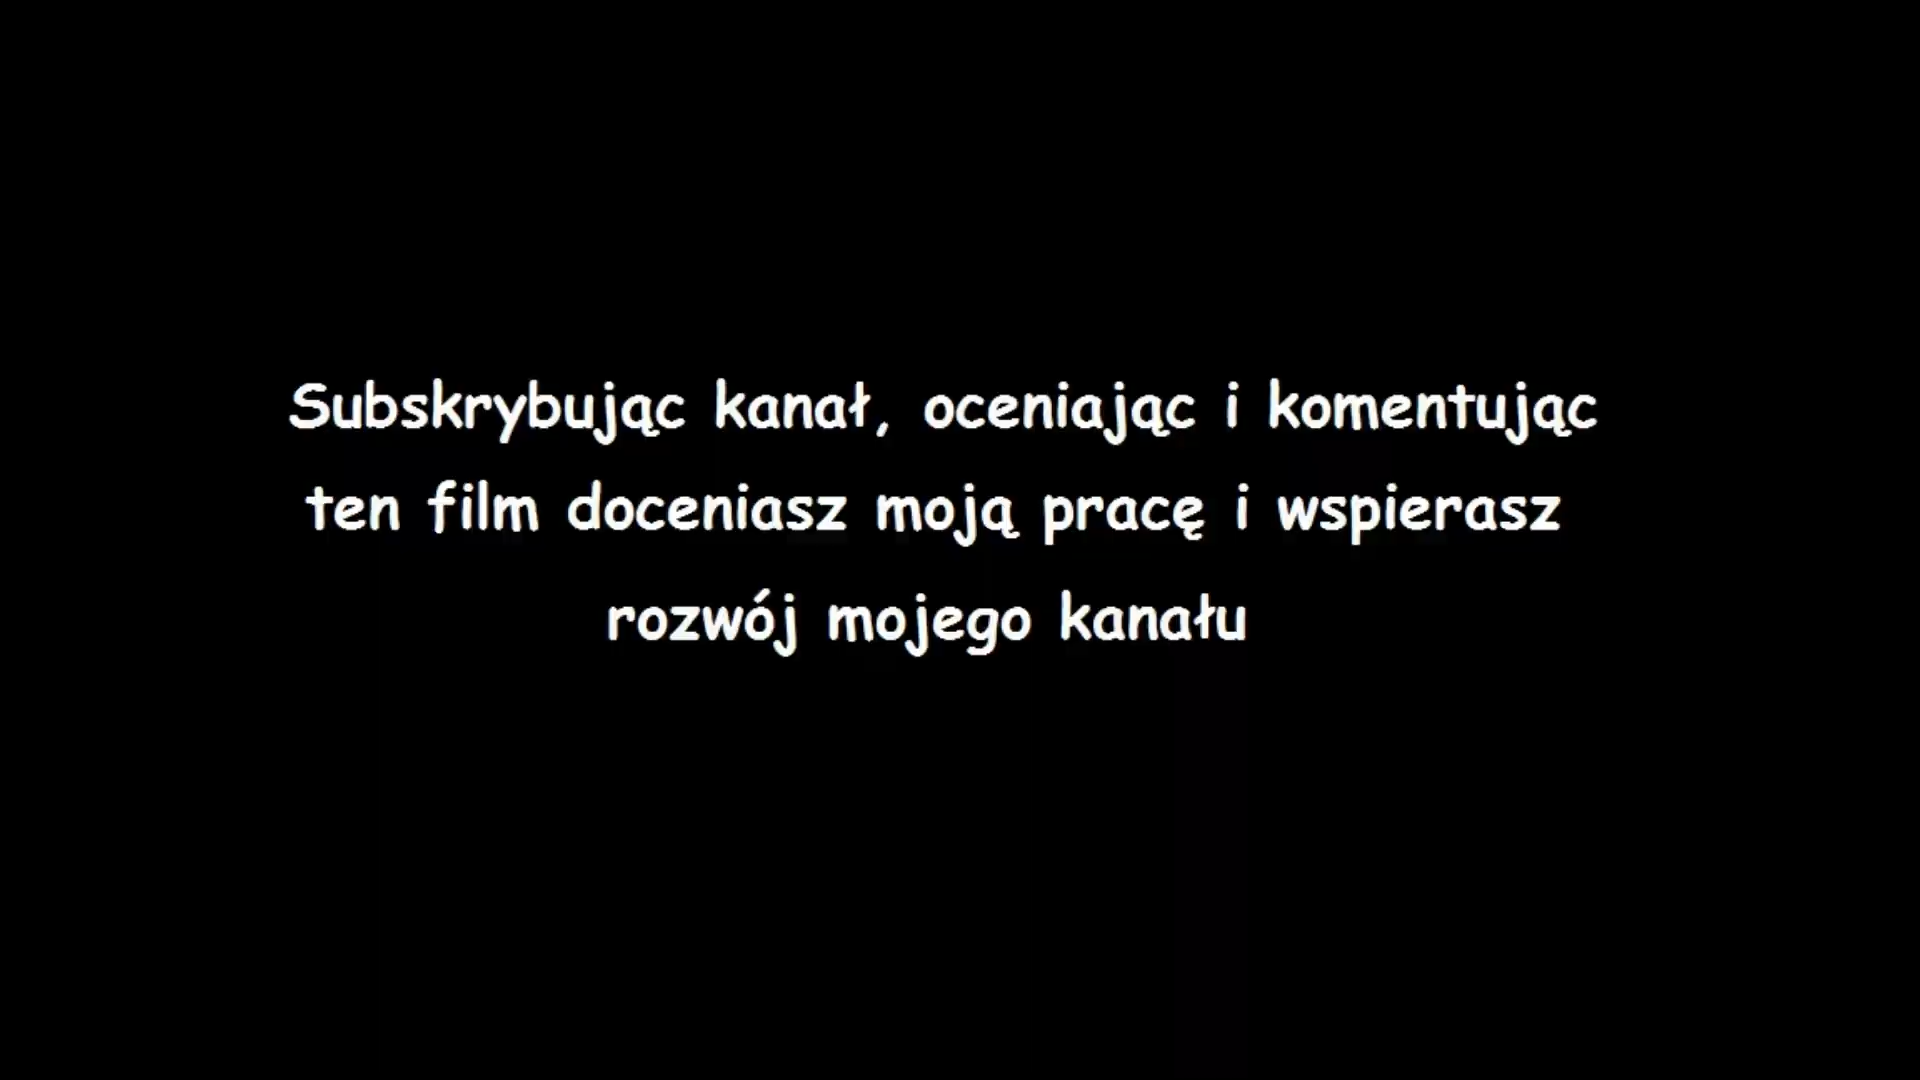 Subskrybując kanał, oceniając i komentując
ten film doceniasz moją pracę i wspierasz
rozwój mojego kanału